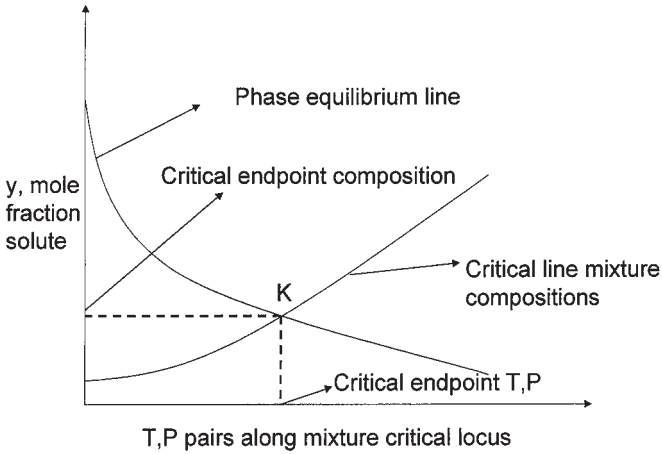 Phase equilibrium line
Critical endpoint composition
y, mole
fraction
solute
Critical line mixture
compositions
K
Critical endpoint T,P
T,P pairs along mixture critical locus